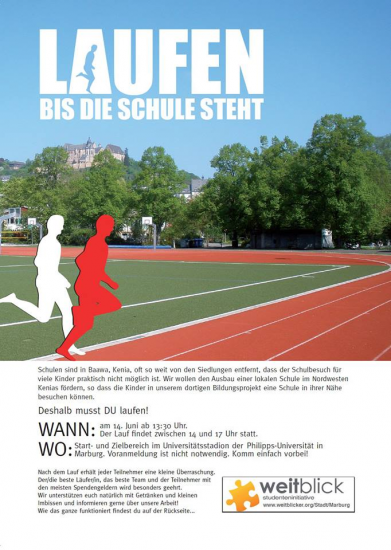 LAUFEN
BIS DIE SCHULE STEHT
Schulen sind in Baawa, Kenia, oft so weit von den Siedlungen entfernt, dass der Schulbesuch für
viele Kinder praktisch nicht möglich ist. Wir wollen den Ausbau einer lokalen Schule im Nordwesten
Kenias fördern, so dass die Kinder in unserem dortigen Bildungsprojekt eine Schule in ihrer Nähe
besuchen können.
Deshalb musst DU laufen!
WANN: am 14. Juni ab 13:30 Uhr.
Der Lauf findet zwischen 14 und 17 Uhr statt.
WO: Start- und Zielbereich im Universitätsstadion der Philipps-Universität in
Marburg. Voranmeldung ist nicht notwendig. Komm einfach vorbei!
Nach dem Lauf erhält jeder Teilnehmer eine kleine Überraschung.
Der/die beste Läufer/in, das beste Team und der Teilnehmer mit
den meisten Spendengeldern wird besonders geehrt.
Wir unterstützen euch natürlich mit Getränken und kleinen
Imbissen und informieren gerne über unsere Arbeit!
Wie das ganze funktioniert findest du auf der Rückseite...
weitblick
studenteninitiative
www.weitblicker.org/Stadt/Marburg